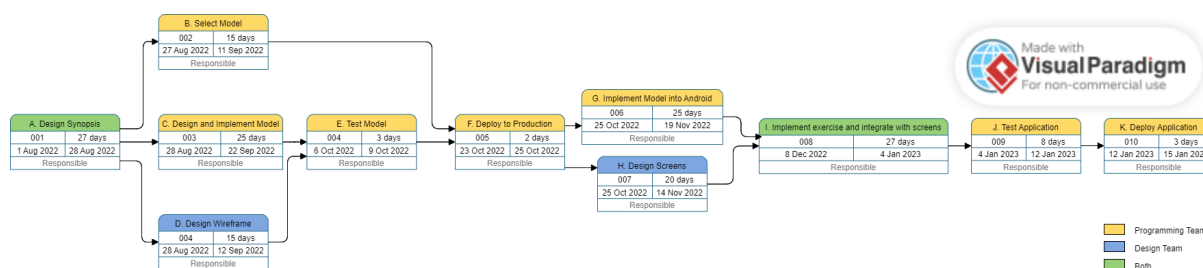 B. Select Model
002 15 days
27 Aug 2022 11 Sep 2022
Responsible
Made with
Visual Paradigm
For non-commercial use
A. Design Synopsis
001 27 days
1 Aug 2022 28 Aug 2022
Responsible
C. Design and Implement Model
003 25 days
28 Aug 2022 22 Sep 2022
Responsible
E. Test Model
004 3 days
6 Oct 2022 9 Oct 2022
Responsible
F. Deploy to Production
005 2 days
23 Oct 2022 25 Oct 2022
Responsible
G. Implement Model into Android
006 25 days
25 Oct 2022 19 Nov 2022
Responsible
H. Design Screens
007 20 days
25 Oct 2022 14 Nov 2022
Responsible
I. Implement exercise and integrate with screens
008 27 days
8 Dec 2022 4 Jan 2023
Responsible
J. Test Application
009 8 days
4 Jan 2023 12 Jan 2023
Responsible
K. Deploy Application
010 3 days
12 Jan 2023 15 Jan 202
Responsible
D. Design Wireframe
004 15 days
28 Aug 2022 12 Sep 2022
Responsible
Programming Team
Design Team
Both